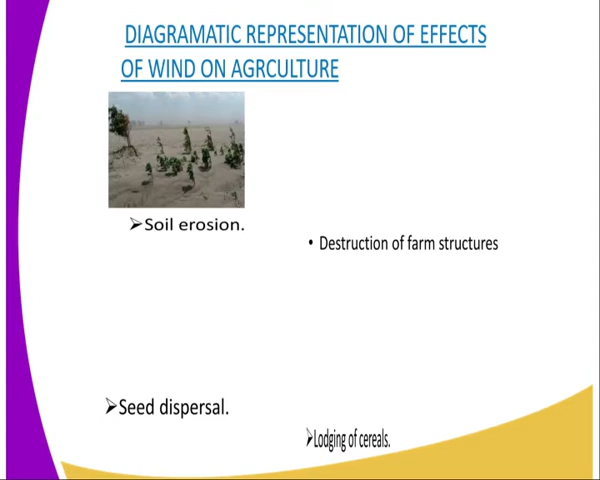 DIAGRAMATIC REPRESENTATION OF EFFECTS
OF WIND ON AGRCULTURE
➢Soil erosion.
• Destruction of farm structures
➢Seed dispersal.
➢Lodging of cereals.